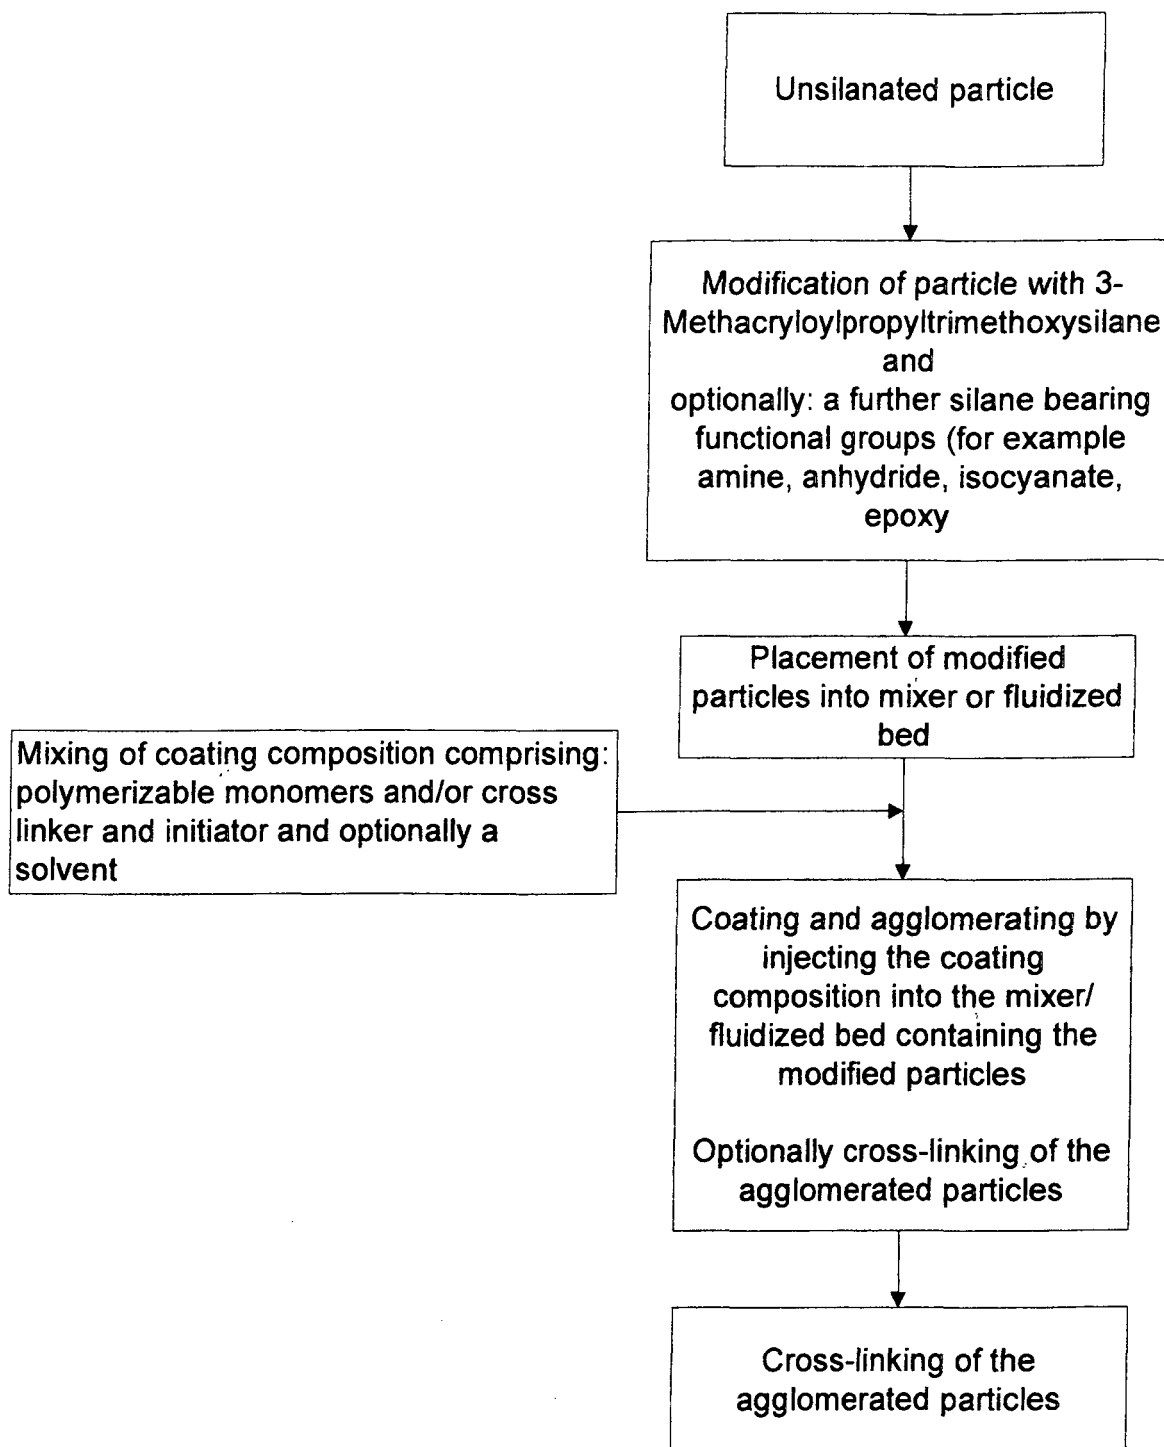 Unsilanated particle
Modification of particle with 3-
Methacryloylpropyltrimethoxysilane
and
optionally: a further silane bearing
functional groups (for example
amine, anhydride, isocyanate,
epoxy
Placement of modified
particles into mixer or fluidized
bed
Mixing of coating composition comprising:
polymerizable monomers and/or cross
linker and initiator and optionally a
solvent
Coating and agglomerating by
injecting the coating
composition into the mixer/
fluidized bed containing the
modified particles
Optionally cross-linking of the
agglomerated particles
Cross-linking of the
agglomerated particles